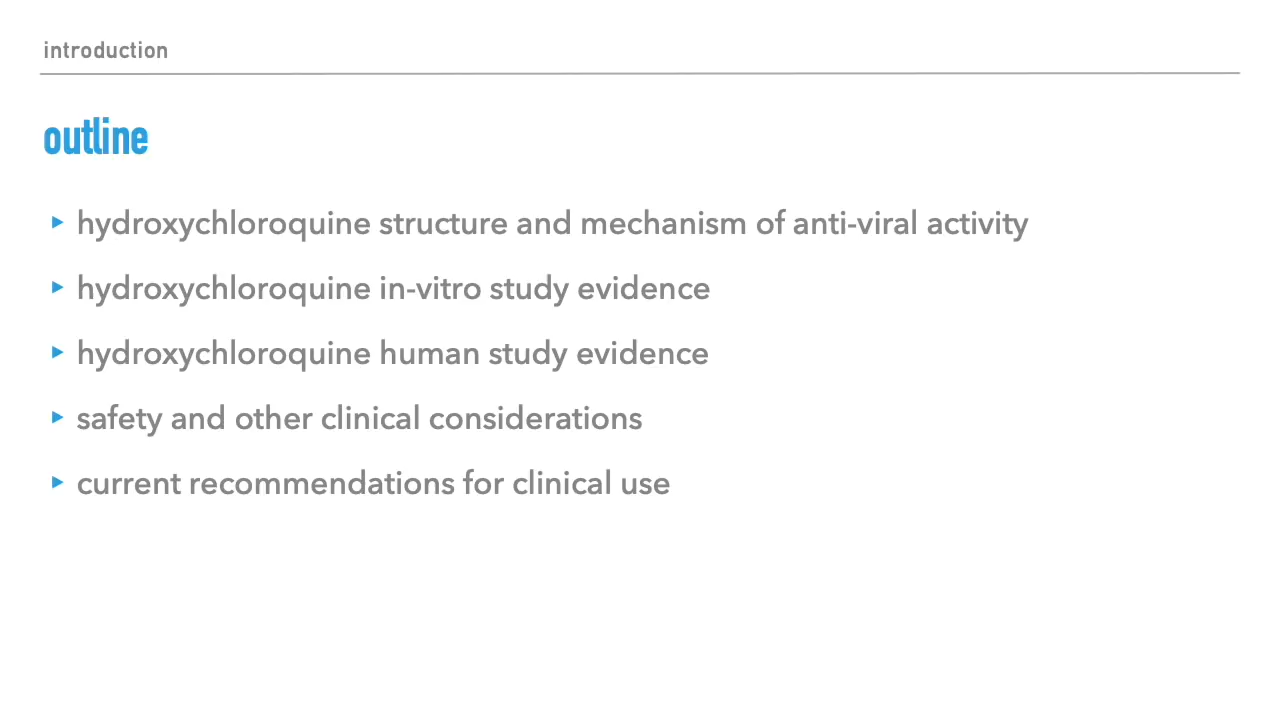 introduction
outline
▸ hydroxychloroquine structure and mechanism of anti-viral activity
▸ hydroxychloroquine in-vitro study evidence
▸ hydroxychloroquine human study evidence
▸ safety and other clinical considerations
▸ current recommendations for clinical use